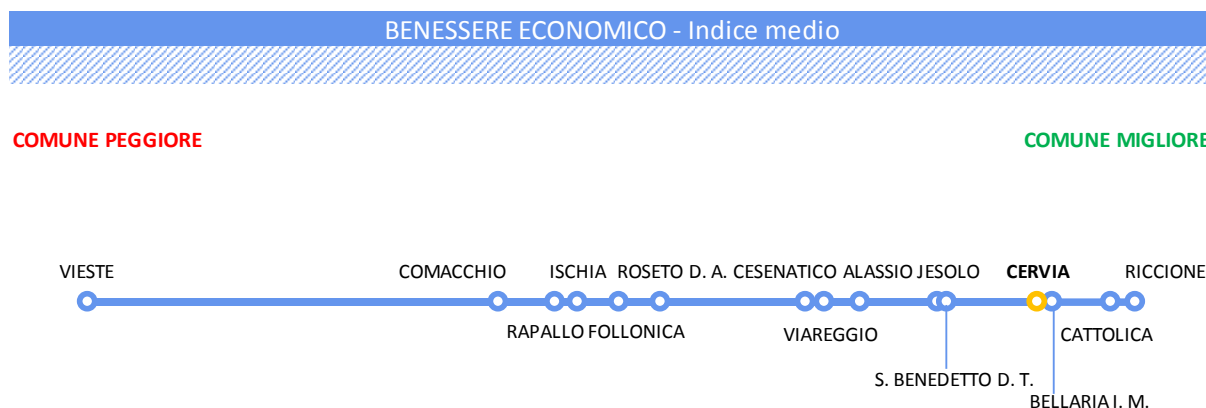 BENESSERE ECONOMICO - Indice medio
COMUNE PEGGIORE
COMUNE MIGLIORE
VIESTE COMACCHIO ISCHIA ROSETO D. A. CESENATICO ALASSIO JESOLO CERVIA RICCIONE
RAPALLO FOLLONICA VIAREGGIO CATTOLICA
S. BENEDETTO D. T.
BELLARIA I. M.